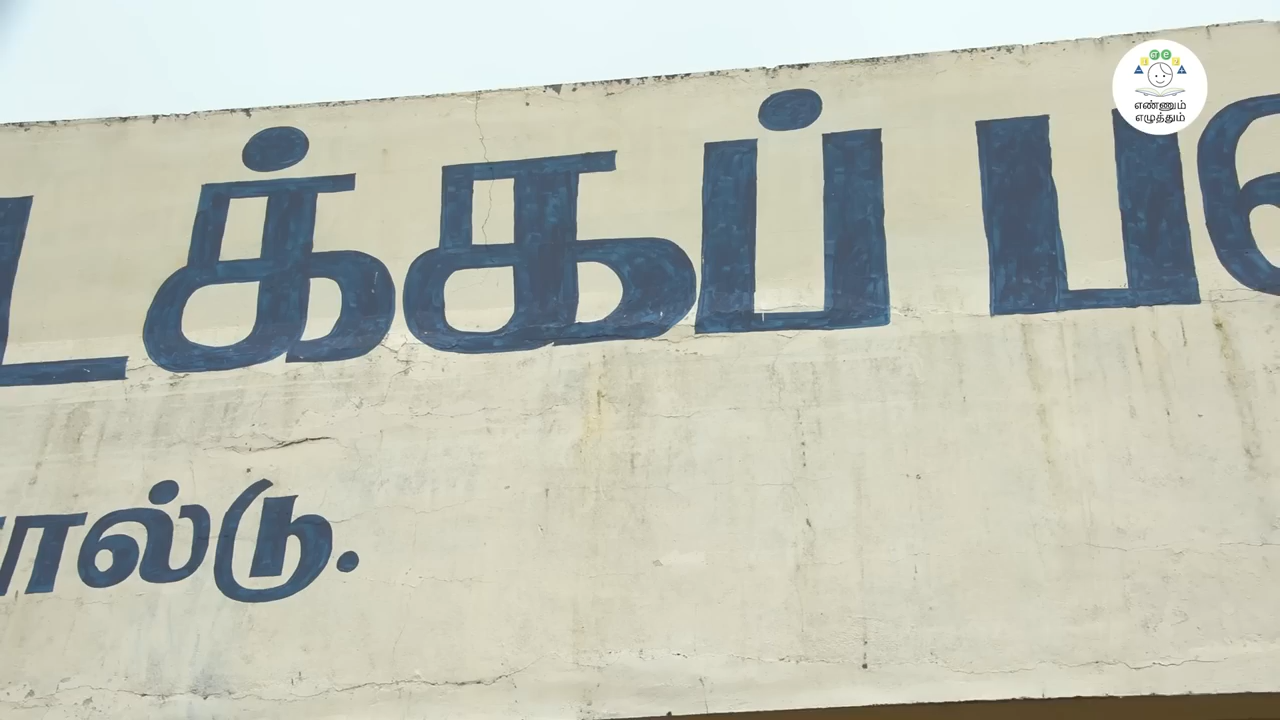 டக்கப் ப
ால்டு.
எண்ணும்
எழுத்தும்